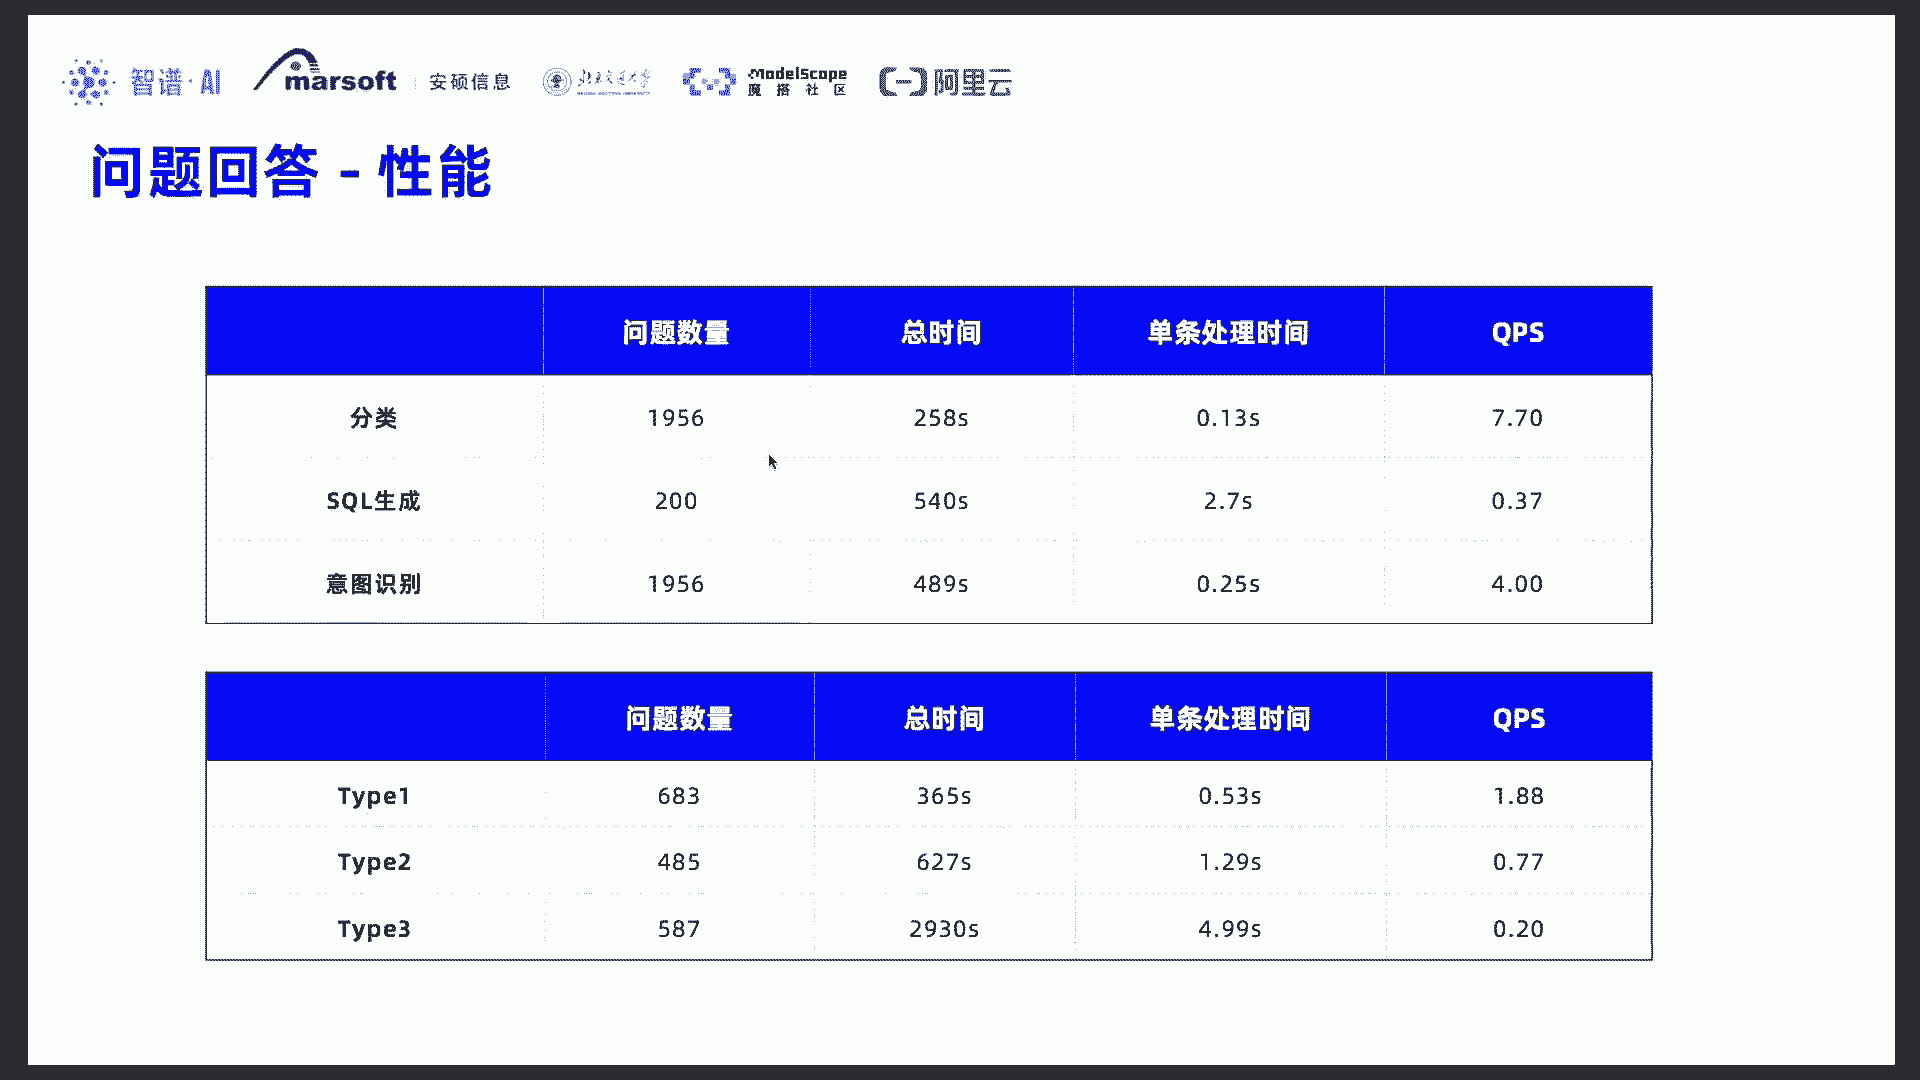 智谱·AI marsoft 安硕信息 北京交通大学 ModelScope 魔搭社区 阿里云
问题回答 - 性能
问题数量 总时间 单条处理时间 QPS
分类 1956 258s 0.13s 7.70
SQL生成 200 540s 2.7s 0.37
意图识别 1956 489s 0.25s 4.00
问题数量 总时间 单条处理时间 QPS
Type1 683 365s 0.53s 1.88
Type2 485 627s 1.29s 0.77
Type3 587 2930s 4.99s 0.20